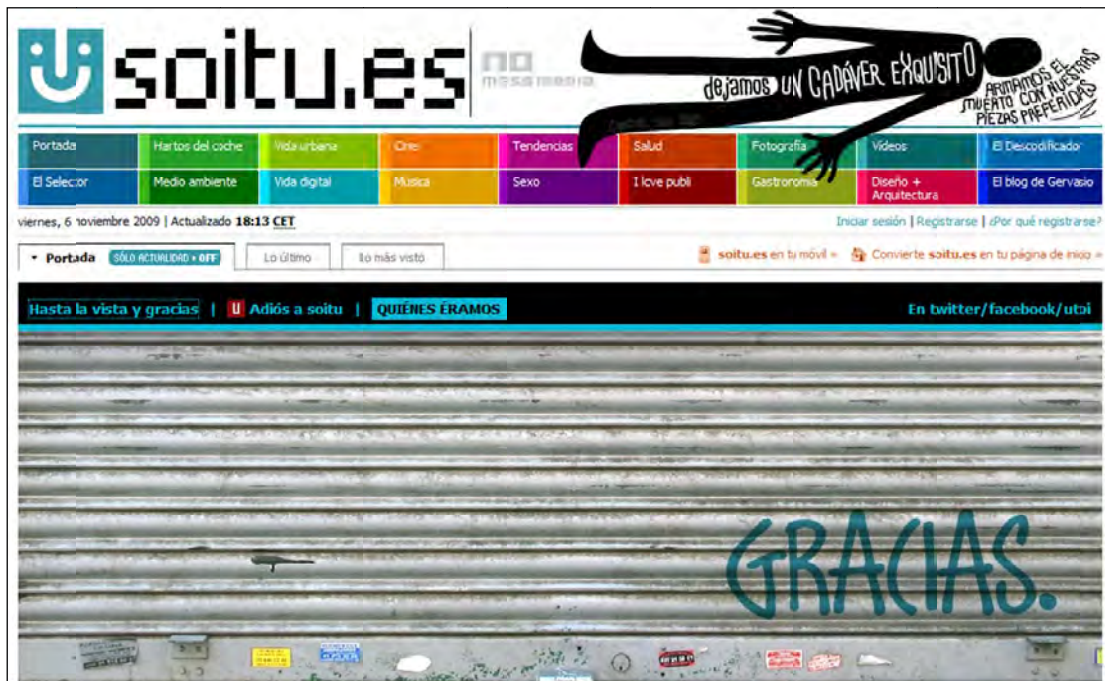 soitu.es
no
mass media
dejamos UN CADÁVER EXQUISITO
ARMAMOS EL
MUERTO CON NUESTRAS
PIEZAS PREFERIDAS
Portada Hartos del coche Vida urbana Cine Tendencias Salud Fotografía Vídeos El Descodificador
El Selector Medio ambiente Vida digital Música Sexo I love publi Gastronomía Diseño + Arquitectura El blog de Gervasio
viernes, 6 noviembre 2009 | Actualizado 18:13 CET Iniciar sesión | Registrarse | ¿Por qué registrarse?
Portada SÓLO ACTUALIDAD • OFF Lo último lo más visto soitu.es en tu móvil » Convierte soitu.es en tu página de inicio »
Hasta la vista y gracias | U Adiós a soitu | QUIÉNES ÉRAMOS En twitter/facebook/utoi
GRACIAS.